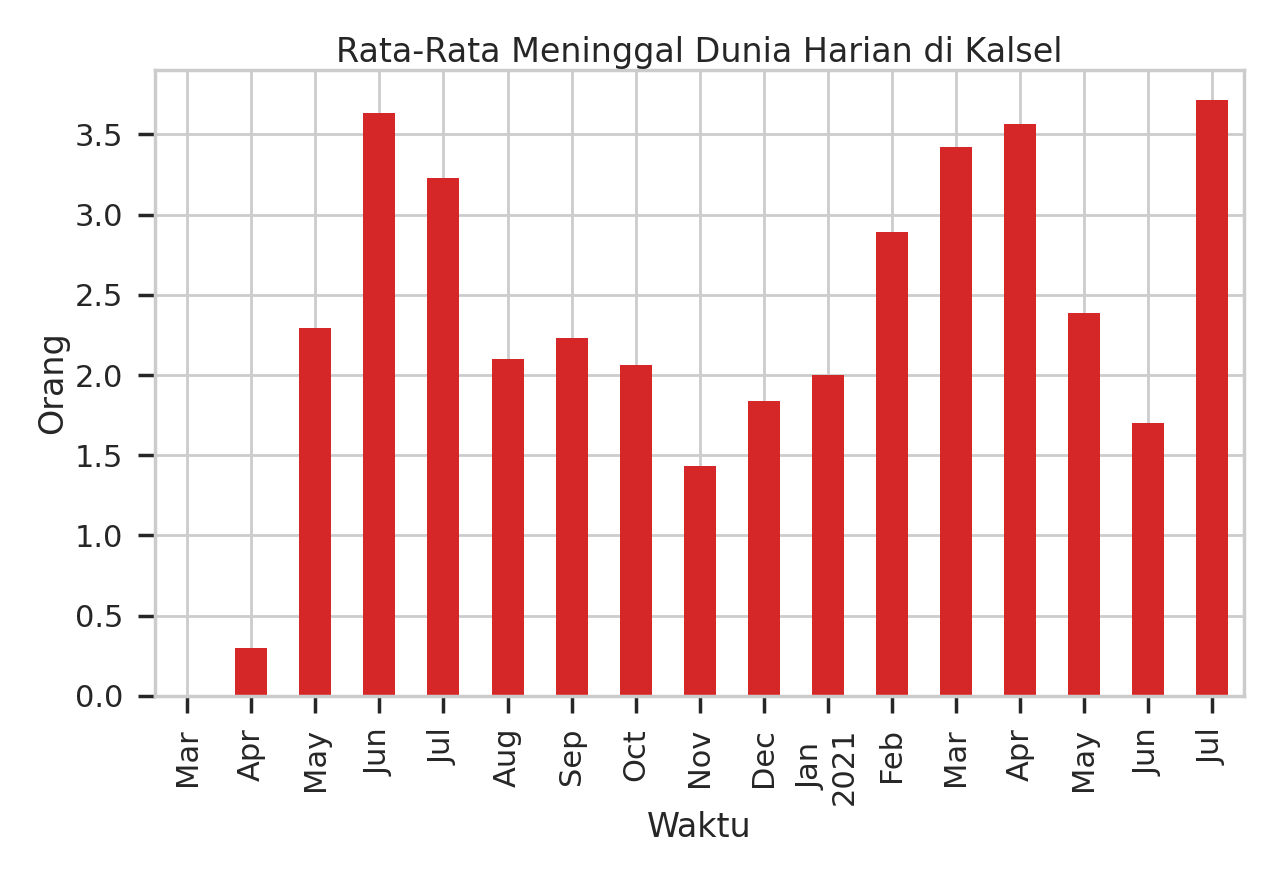 Rata-Rata Meninggal Dunia Harian di Kalsel
Orang
3.5
3.0
2.5
2.0
1.5
1.0
0.5
0.0
Mar
Apr
May
Jun
Jul
Aug
Sep
Oct
Nov
Dec
Jan
2021
Feb
Mar
Apr
May
Jun
Jul
Waktu